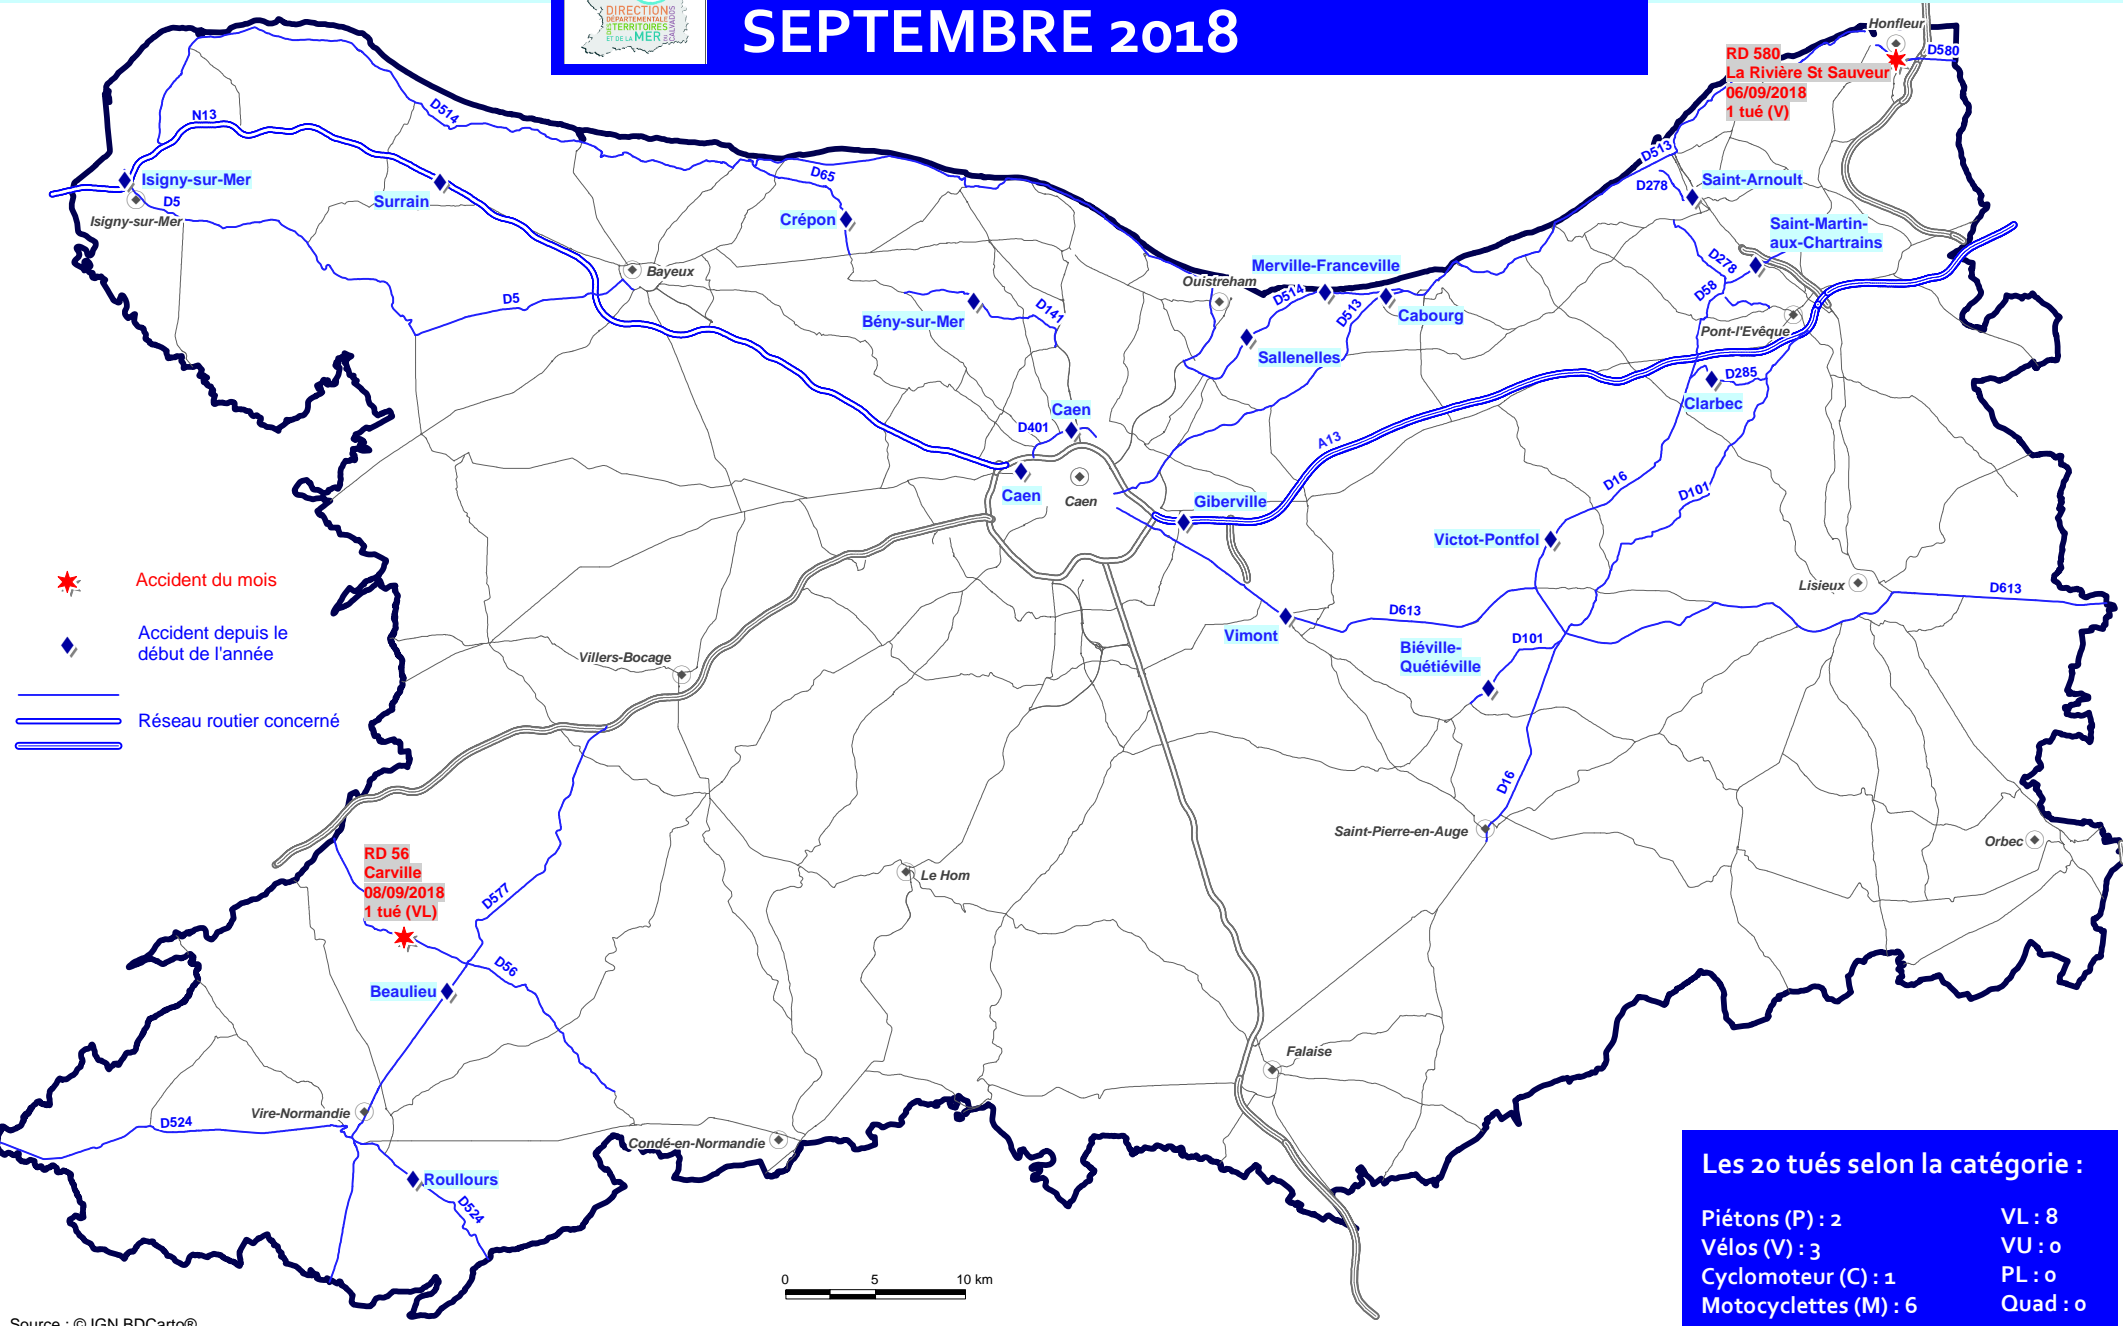 DIRECTION
DÉPARTEMENTALE
DES TERRITOIRES
ET DE LA MER
CALVADOS
SEPTEMBRE 2018
Honfleur
D580
RD 580
La Rivière St Sauveur
06/09/2018
1 tué (V)
N13
D514
D513
Isigny-sur-Mer
D5
Isigny-sur-Mer
Surrain
D65
Crépon
D278
Saint-Arnoult
Saint-Martin-
aux-Chartrains
Bayeux
D5
Merville-Franceville
Ouistreham
D514
D513
Cabourg
D278
D58
Bény-sur-Mer
D141
Sallenelles
Pont-l'Evêque
D285
Clarbec
Caen
D401
A13
Caen
Caen
Giberville
D16
D101
Victot-Pontfol
Accident du mois
Accident depuis le
début de l'année
Réseau routier concerné
Lisieux
D613
D613
Vimont
D101
Biéville-
Quétiéville
Villers-Bocage
D16
Saint-Pierre-en-Auge
Orbec
RD 56
Carville
08/09/2018
1 tué (VL)
D577
Le Hom
D56
Beaulieu
Falaise
Vire-Normandie
D524
Condé-en-Normandie
Roullours
D524
0 5 10 km
Les 20 tués selon la catégorie :
Piétons (P) : 2
Vélos (V) : 3
Cyclomoteur (C) : 1
Motocyclettes (M) : 6
VL : 8
VU : 0
PL : 0
Quad : 0
Source : © IGN BDCarto®